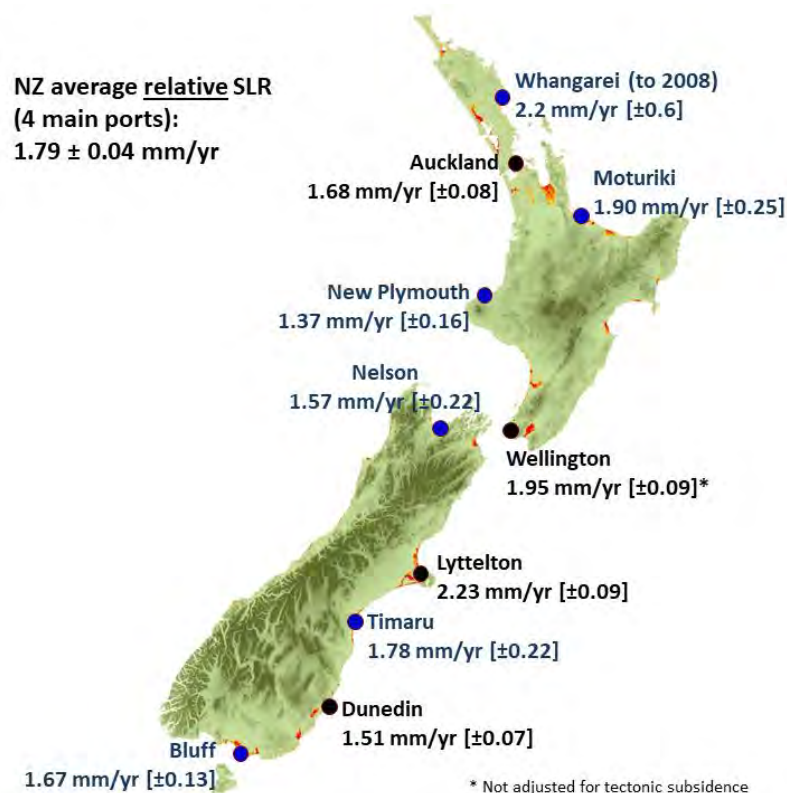 NZ average relative SLR
(4 main ports):
1.79 ± 0.04 mm/yr
Whangarei (to 2008)
2.2 mm/yr [±0.6]
Auckland
1.68 mm/yr [±0.08]
Moturiki
1.90 mm/yr [±0.25]
New Plymouth
1.37 mm/yr [±0.16]
Nelson
1.57 mm/yr [±0.22]
Wellington
1.95 mm/yr [±0.09]*
Lyttelton
2.23 mm/yr [±0.09]
Timaru
1.78 mm/yr [±0.22]
Dunedin
1.51 mm/yr [±0.07]
Bluff
1.67 mm/yr [±0.13]
* Not adjusted for tectonic subsidence